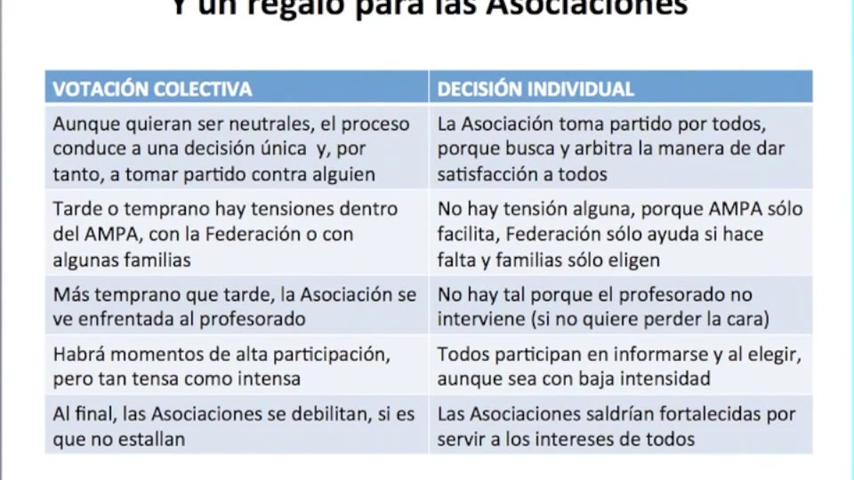 Y un regalo para las Asociaciones
VOTACIÓN COLECTIVA
DECISIÓN INDIVIDUAL
Aunque quieran ser neutrales, el proceso
conduce a una decisión única y, por
tanto, a tomar partido contra alguien
La Asociación toma partido por todos,
porque busca y arbitra la manera de dar
satisfacción a todos
Tarde o temprano hay tensiones dentro
del AMPA, con la Federación o con
algunas familias
No hay tensión alguna, porque AMPA sólo
facilita, Federación sólo ayuda si hace
falta y familias sólo eligen
Más temprano que tarde, la Asociación se
ve enfrentada al profesorado
No hay tal porque el profesorado no
interviene (si no quiere perder la cara)
Habrá momentos de alta participación,
pero tan tensa como intensa
Todos participan en informarse y al elegir,
aunque sea con baja intensidad
Al final, las Asociaciones se debilitan, si es
que no estallan
Las Asociaciones saldrían fortalecidas por
servir a los intereses de todos